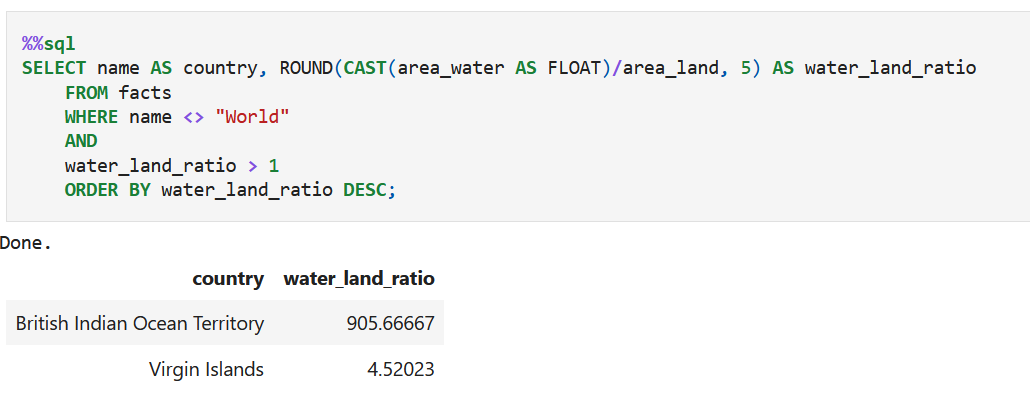 %%sql
SELECT name AS country, ROUND(CAST(area_water AS FLOAT)/area_land, 5) AS water_land_ratio
FROM facts
WHERE name <> "World"
AND
water_land_ratio > 1
ORDER BY water_land_ratio DESC;
Done.
country water_land_ratio
British Indian Ocean Territory 905.66667
Virgin Islands 4.52023